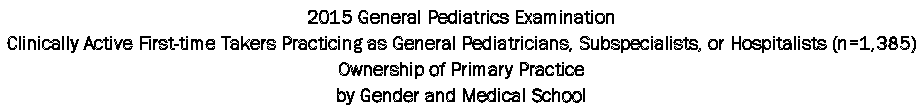 2015 General Pediatrics Examination
Clinically Active First-time Takers Practicing as General Pediatricians, Subspecialists, or Hospitalists (n=1,385)
Ownership of Primary Practice
by Gender and Medical School